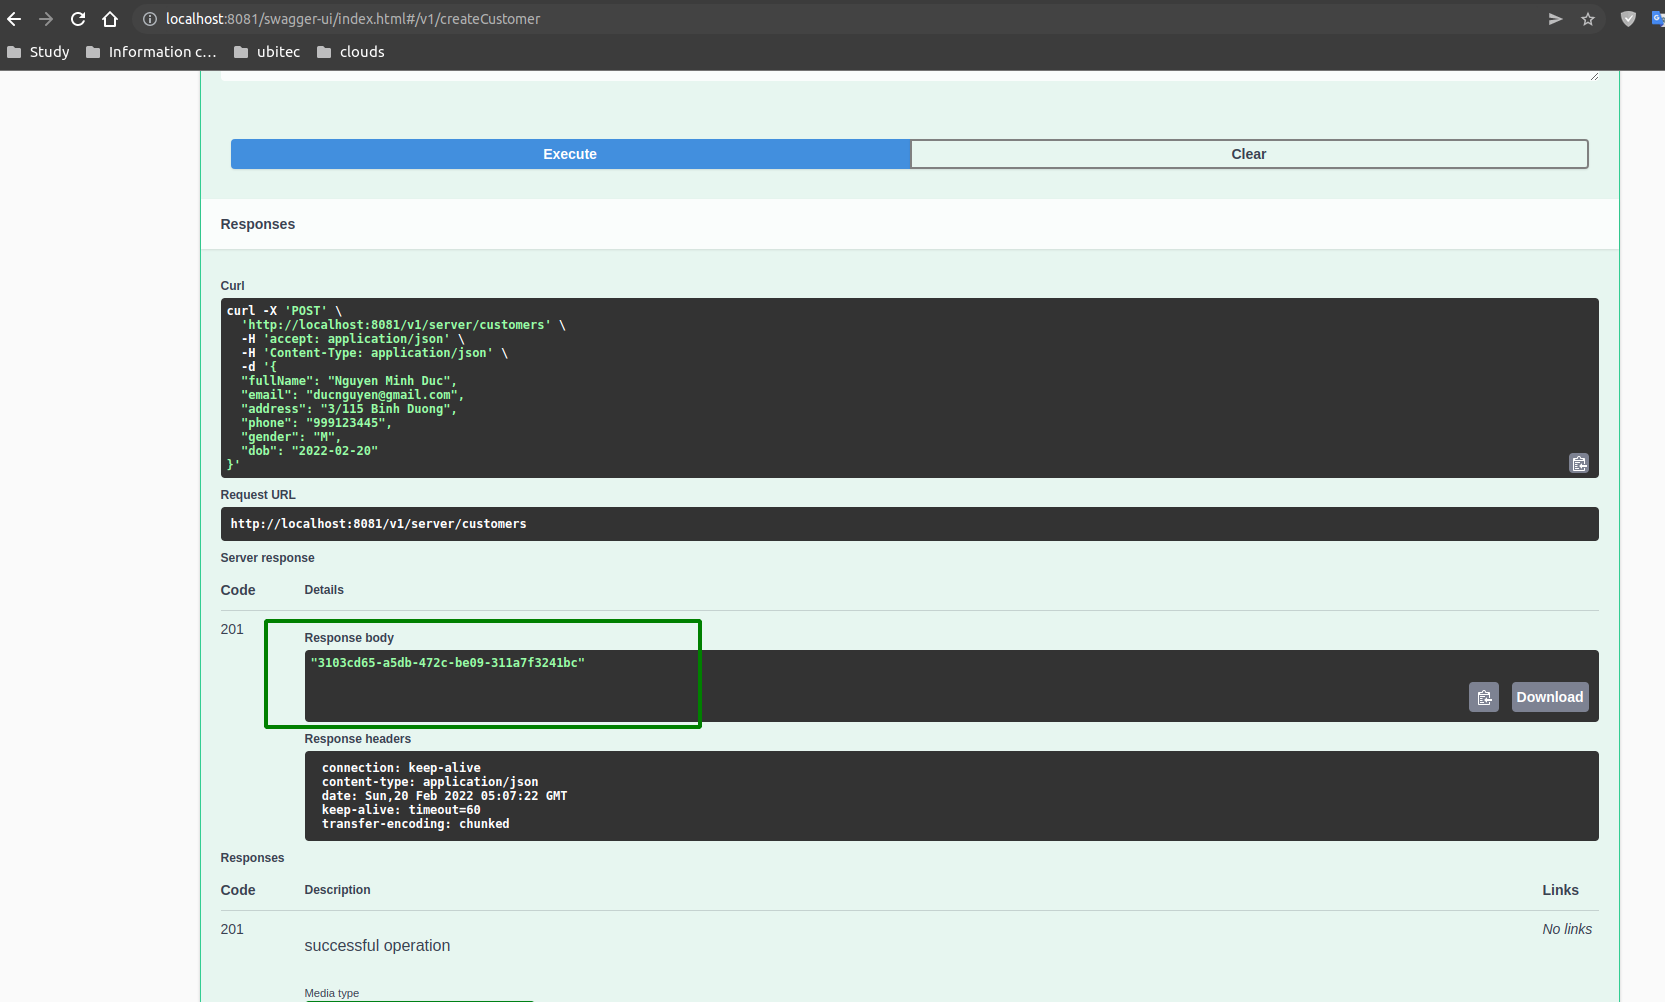 localhost:8081/swagger-ui/index.html#/v1/createCustomer
Study Information c... ubitec clouds
Execute Clear
Responses
Curl
curl -X 'POST' \
'http://localhost:8081/v1/server/customers' \
-H 'accept: application/json' \
-H 'Content-Type: application/json' \
-d '{
"fullName": "Nguyen Minh Duc",
"email": "ducnguyen@gmail.com",
"address": "3/115 Binh Duong",
"phone": "999123445",
"gender": "M",
"dob": "2022-02-20"
}'
Request URL
http://localhost:8081/v1/server/customers
Server response
Code Details
201
Response body
"3103cd65-a5db-472c-be09-311a7f3241bc"
Download
Response headers
connection: keep-alive
content-type: application/json
date: Sun,20 Feb 2022 05:07:22 GMT
keep-alive: timeout=60
transfer-encoding: chunked
Responses
Code Description Links
201 No links
successful operation
Media type